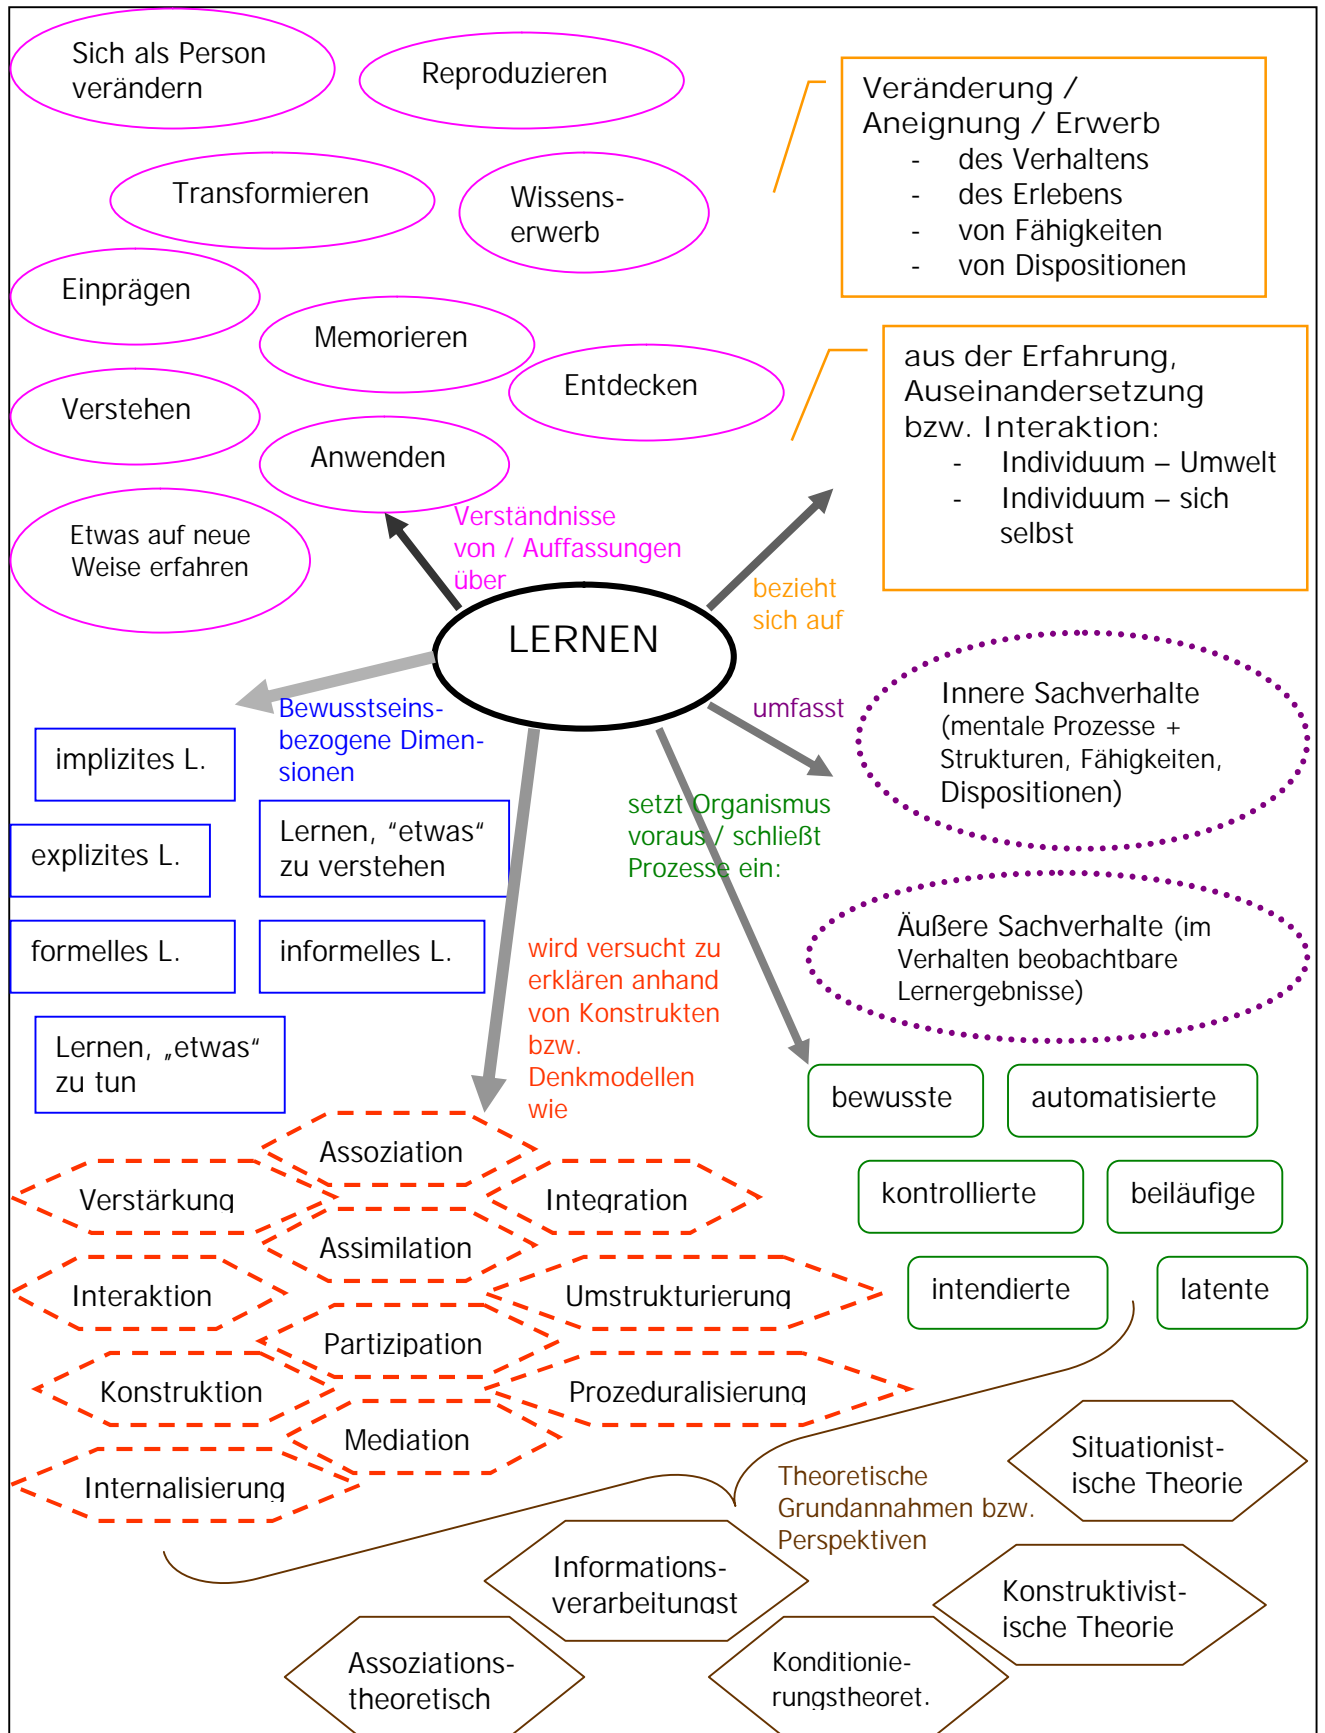 Sich als Person
verändern
Reproduzieren
Transformieren
Wissens-
erwerb
Einprägen
Memorieren
Entdecken
Verstehen
Anwenden
Etwas auf neue
Weise erfahren
Veränderung /
Aneignung / Erwerb
- des Verhaltens
- des Erlebens
- von Fähigkeiten
- von Dispositionen
aus der Erfahrung,
Auseinandersetzung
bzw. Interaktion:
- Individuum – Umwelt
- Individuum – sich
selbst
Verständnisse
von / Auffassungen
über
bezieht
sich auf
LERNEN
umfasst
Innere Sachverhalte
(mentale Prozesse +
Strukturen, Fähigkeiten,
Dispositionen)
Äußere Sachverhalte (im
Verhalten beobachtbare
Lernergebnisse)
Bewusstseins-
bezogene Dimen-
sionen
implizites L.
explizites L.
Lernen, “etwas“
zu verstehen
formelles L.
informelles L.
Lernen, „etwas“
zu tun
setzt Organismus
voraus / schließt
Prozesse ein:
bewusste
automatisierte
kontrollierte
beiläufige
intendierte
latente
wird versucht zu
erklären anhand
von Konstrukten
bzw.
Denkmodellen
wie
Assoziation
Verstärkung
Integration
Assimilation
Interaktion
Umstrukturierung
Partizipation
Konstruktion
Prozeduralisierung
Mediation
Internalisierung
Theoretische
Grundannahmen bzw.
Perspektiven
Situationist-
ische Theorie
Informations-
verarbeitungst
Konstruktivist-
ische Theorie
Assoziations-
theoretisch
Konditionie-
rungstheoret.